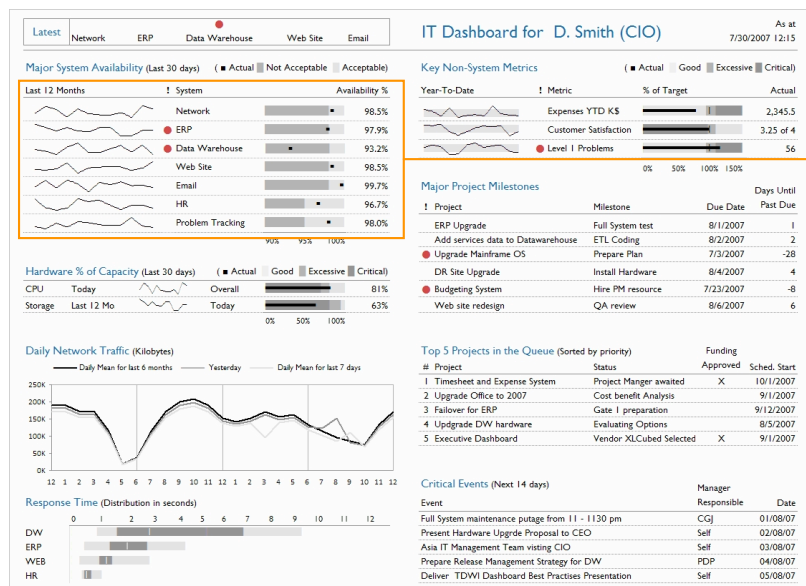 Latest Network ERP Data Warehouse Web Site Email
IT Dashboard for D. Smith (CIO)
As at
7/30/2007 12:15
Major System Availability (Last 30 days) ( ■ Actual Not Acceptable Acceptable)
Last 12 Months ! System Availability %
Network 98.5%
ERP 97.9%
Data Warehouse 93.2%
Web Site 98.5%
Email 99.7%
HR 96.7%
Problem Tracking 98.0%
90% 95% 100%
Key Non-System Metrics ( ■ Actual Good Excessive Critical)
Year-To-Date ! Metric % of Target Actual
Expenses YTD K$ 2,345.5
Customer Satisfaction 3.25 of 4
Level 1 Problems 56
0% 50% 100% 150%
Major Project Milestones
Days Until
! Project Milestone Due Date Past Due
ERP Upgrade Full System test 8/1/2007 1
Add services data to Datawarehouse ETL Coding 8/2/2007 2
Upgrade Mainframe OS Prepare Plan 7/3/2007 -28
DR Site Upgrade Install Hardware 8/4/2007 4
Budgeting System Hire PM resource 7/23/2007 -8
Web site redesign QA review 8/6/2007 6
Hardware % of Capacity (Last 30 days) ( ■ Actual Good Excessive Critical)
CPU Today Overall 81%
Storage Last 12 Mo Today 63%
0% 50% 100%
Daily Network Traffic (Kilobytes)
Daily Mean for last 6 months Yesterday Daily Mean for last 7 days
250K
200K
150K
100K
50K
0K
12 1 2 3 4 5 6 7 8 9 10 11 12 1 2 3 4 5 6 7 8 9 10 11 12
Top 5 Projects in the Queue (Sorted by priority)
Funding
# Project Status Approved Sched. Start
1 Timesheet and Expense System Project Manger awaited X 10/1/2007
2 Upgrade Office to 2007 Cost benefit Analysis 9/1/2007
3 Failover for ERP Gate 1 preparation 9/12/2007
4 Updgrade DW hardware Evaluating Options 8/5/2007
5 Executive Dashboard Vendor XLCubed Selected X 9/1/2007
Response Time (Distribution in seconds)
0 1 2 3 4 5 6 7 8 9 10 11 12
DW
ERP
WEB
HR
Critical Events (Next 14 days)
Manager
Event Responsible Date
Full System maintenance putage from 11 - 1130 pm CGJ 01/08/07
Present Hardware Upgrde Proposal to CEO Self 02/08/07
Asia IT Management Team visting CIO Self 03/08/07
Prepare Release Management Strategy for DW PDP 04/08/07
Deliver TDWI Dashboard Best Practises Presentation Self 05/08/07